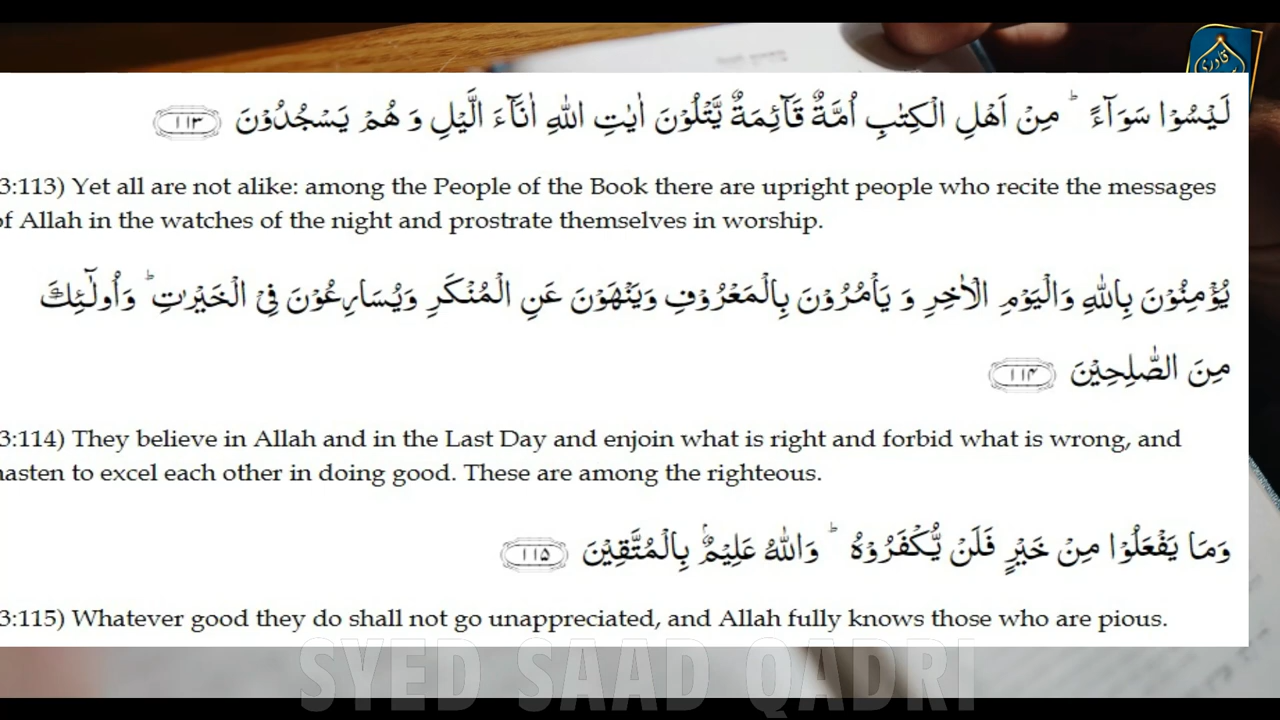 لَيْسُوْا سَوَآءً ؕ مِنْ اَهْلِ الْكِتٰبِ اُمَّةٌ قَآئِمَةٌ يَّتْلُوْنَ اٰيٰتِ اللّٰهِ اٰنَآءَ الَّيْلِ وَ هُمْ يَسْجُدُوْنَ ﴿۱۱۳﴾
3:113) Yet all are not alike: among the People of the Book there are upright people who recite the messages
of Allah in the watches of the night and prostrate themselves in worship.
يُؤْمِنُوْنَ بِاللّٰهِ وَالْيَوْمِ الْاٰخِرِ وَ يَاْمُرُوْنَ بِالْمَعْرُوْفِ وَيَنْهَوْنَ عَنِ الْمُنْكَرِ وَيُسَارِعُوْنَ فِى الْخَيْرٰتِ ؕ وَاُولٰٓئِكَ
مِنَ الصّٰلِحِيْنَ ﴿۱۱۴﴾
3:114) They believe in Allah and in the Last Day and enjoin what is right and forbid what is wrong, and
hasten to excel each other in doing good. These are among the righteous.
وَمَا يَفْعَلُوْا مِنْ خَيْرٍ فَلَنْ يُّكْفَرُوْهُ ؕ وَاللّٰهُ عَلِيْمٌۢ بِالْمُتَّقِيْنَ ﴿۱۱۵﴾
3:115) Whatever good they do shall not go unappreciated, and Allah fully knows those who are pious.
SYED SAAD QADRI